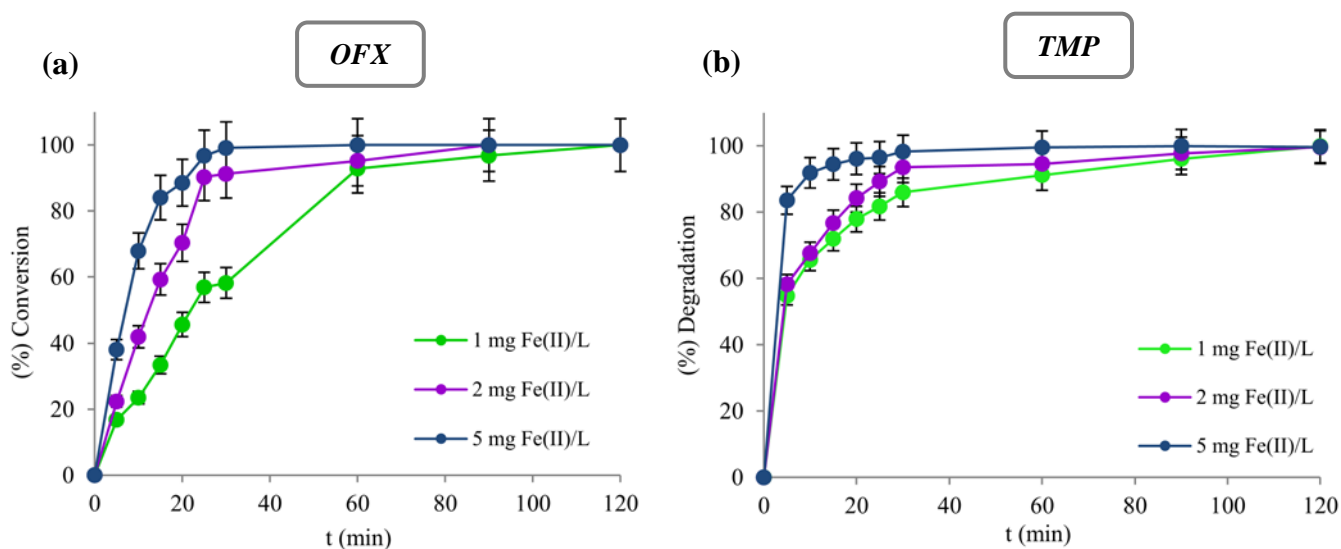 (a)
OFX
(%) Conversion
100
80
60
40
20
0
0 20 40 60 80 100 120
t (min)
1 mg Fe(II)/L
2 mg Fe(II)/L
5 mg Fe(II)/L
(b)
TMP
(%) Degradation
100
80
60
40
20
0
0 20 40 60 80 100 120
t (min)
1 mg Fe(II)/L
2 mg Fe(II)/L
5 mg Fe(II)/L